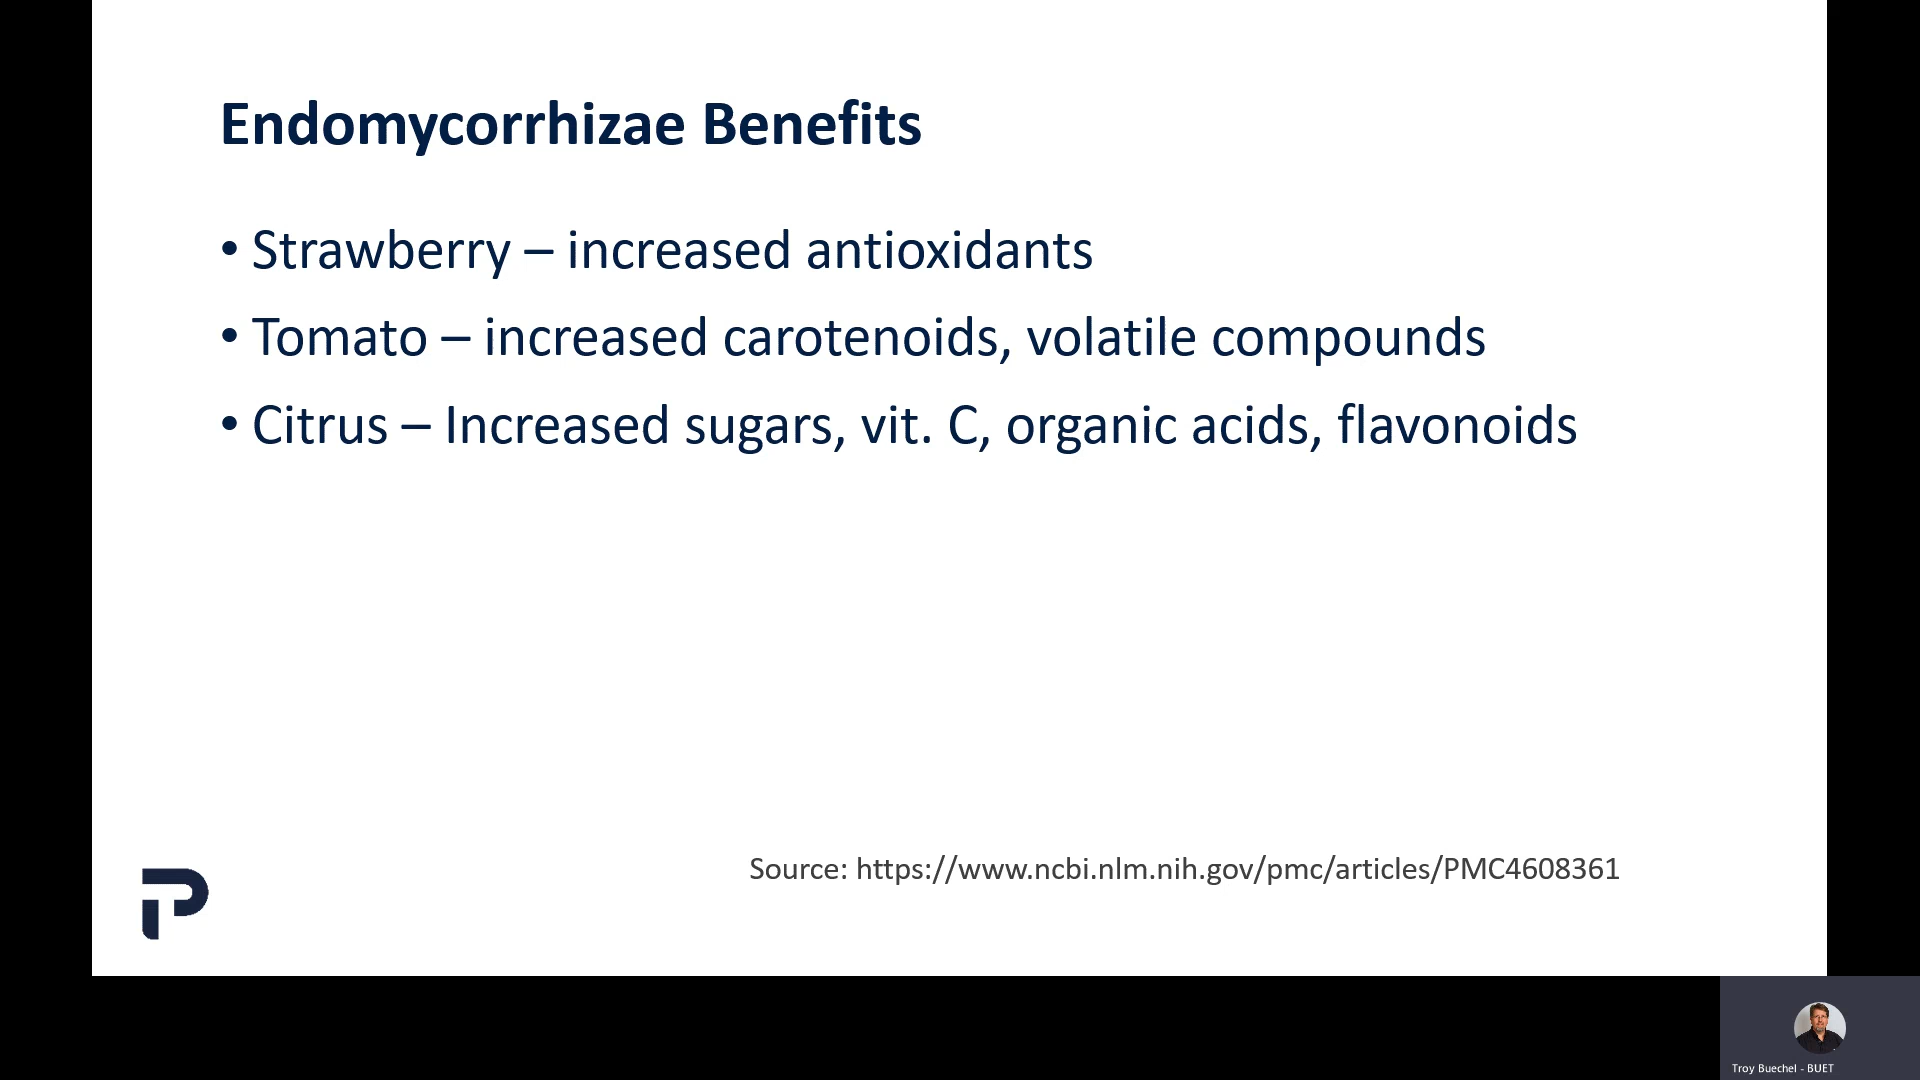 Endomycorrhizae Benefits
• Strawberry – increased antioxidants
• Tomato – increased carotenoids, volatile compounds
• Citrus – Increased sugars, vit. C, organic acids, flavonoids
Source: https://www.ncbi.nlm.nih.gov/pmc/articles/PMC4608361
Troy Buechel - BUET